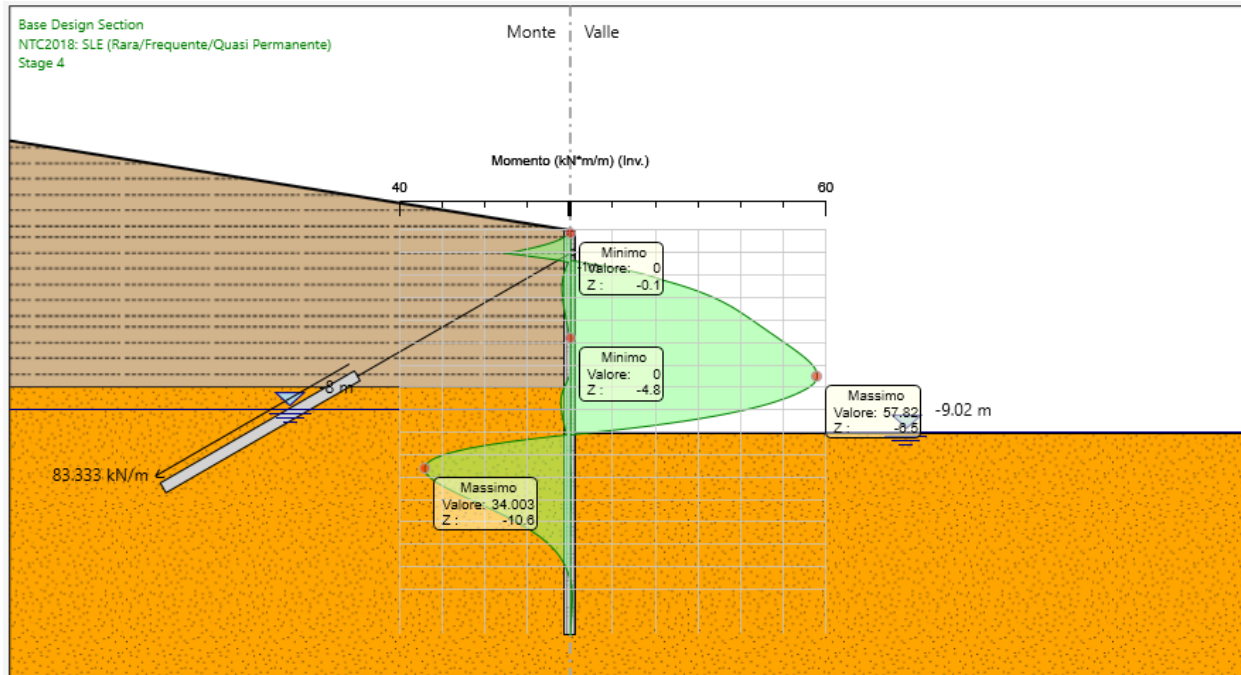 Base Design Section
NTC2018: SLE (Rara/Frequente/Quasi Permanente)
Stage 4
Monte
Valle
Momento (kN*m/m) (Inv.)
40
60
Minimo
Valore: 0
Z : -0.1
Minimo
Valore: 0
Z : -4.8
Massimo
Valore: 57.82
Z : -6.5
-9.02 m
-8 m
83.333 kN/m
Massimo
Valore: 34.003
Z : -10.6